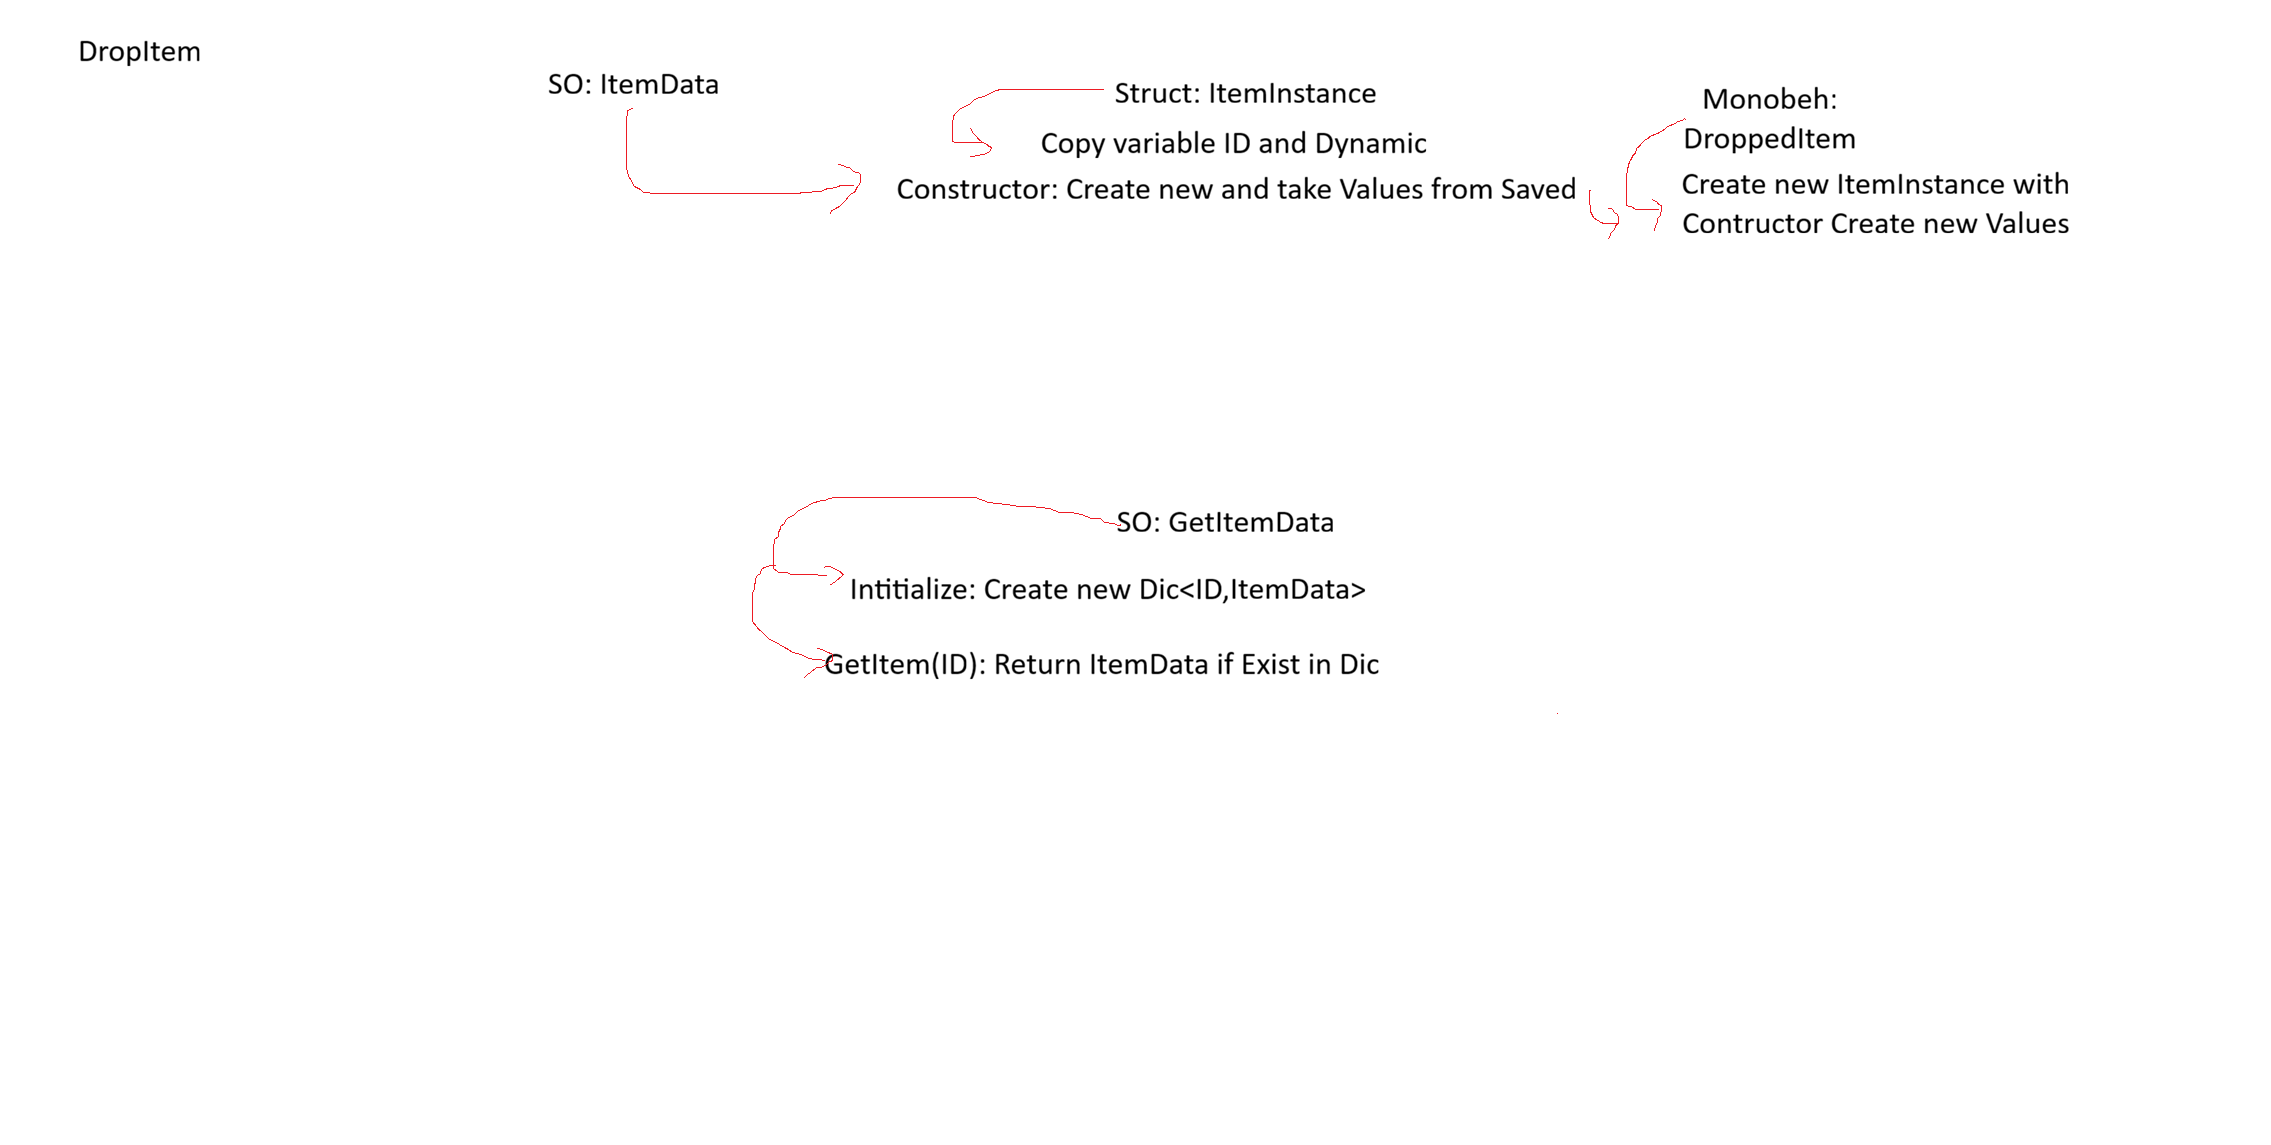 DropItem
SO: ItemData
Struct: ItemInstance
Copy variable ID and Dynamic
Constructor: Create new and take Values from Saved
Monobeh:
DroppedItem
Create new ItemInstance with
Contructor Create new Values
SO: GetItemData
Intitialize: Create new Dic<ID,ItemData>
GetItem(ID): Return ItemData if Exist in Dic